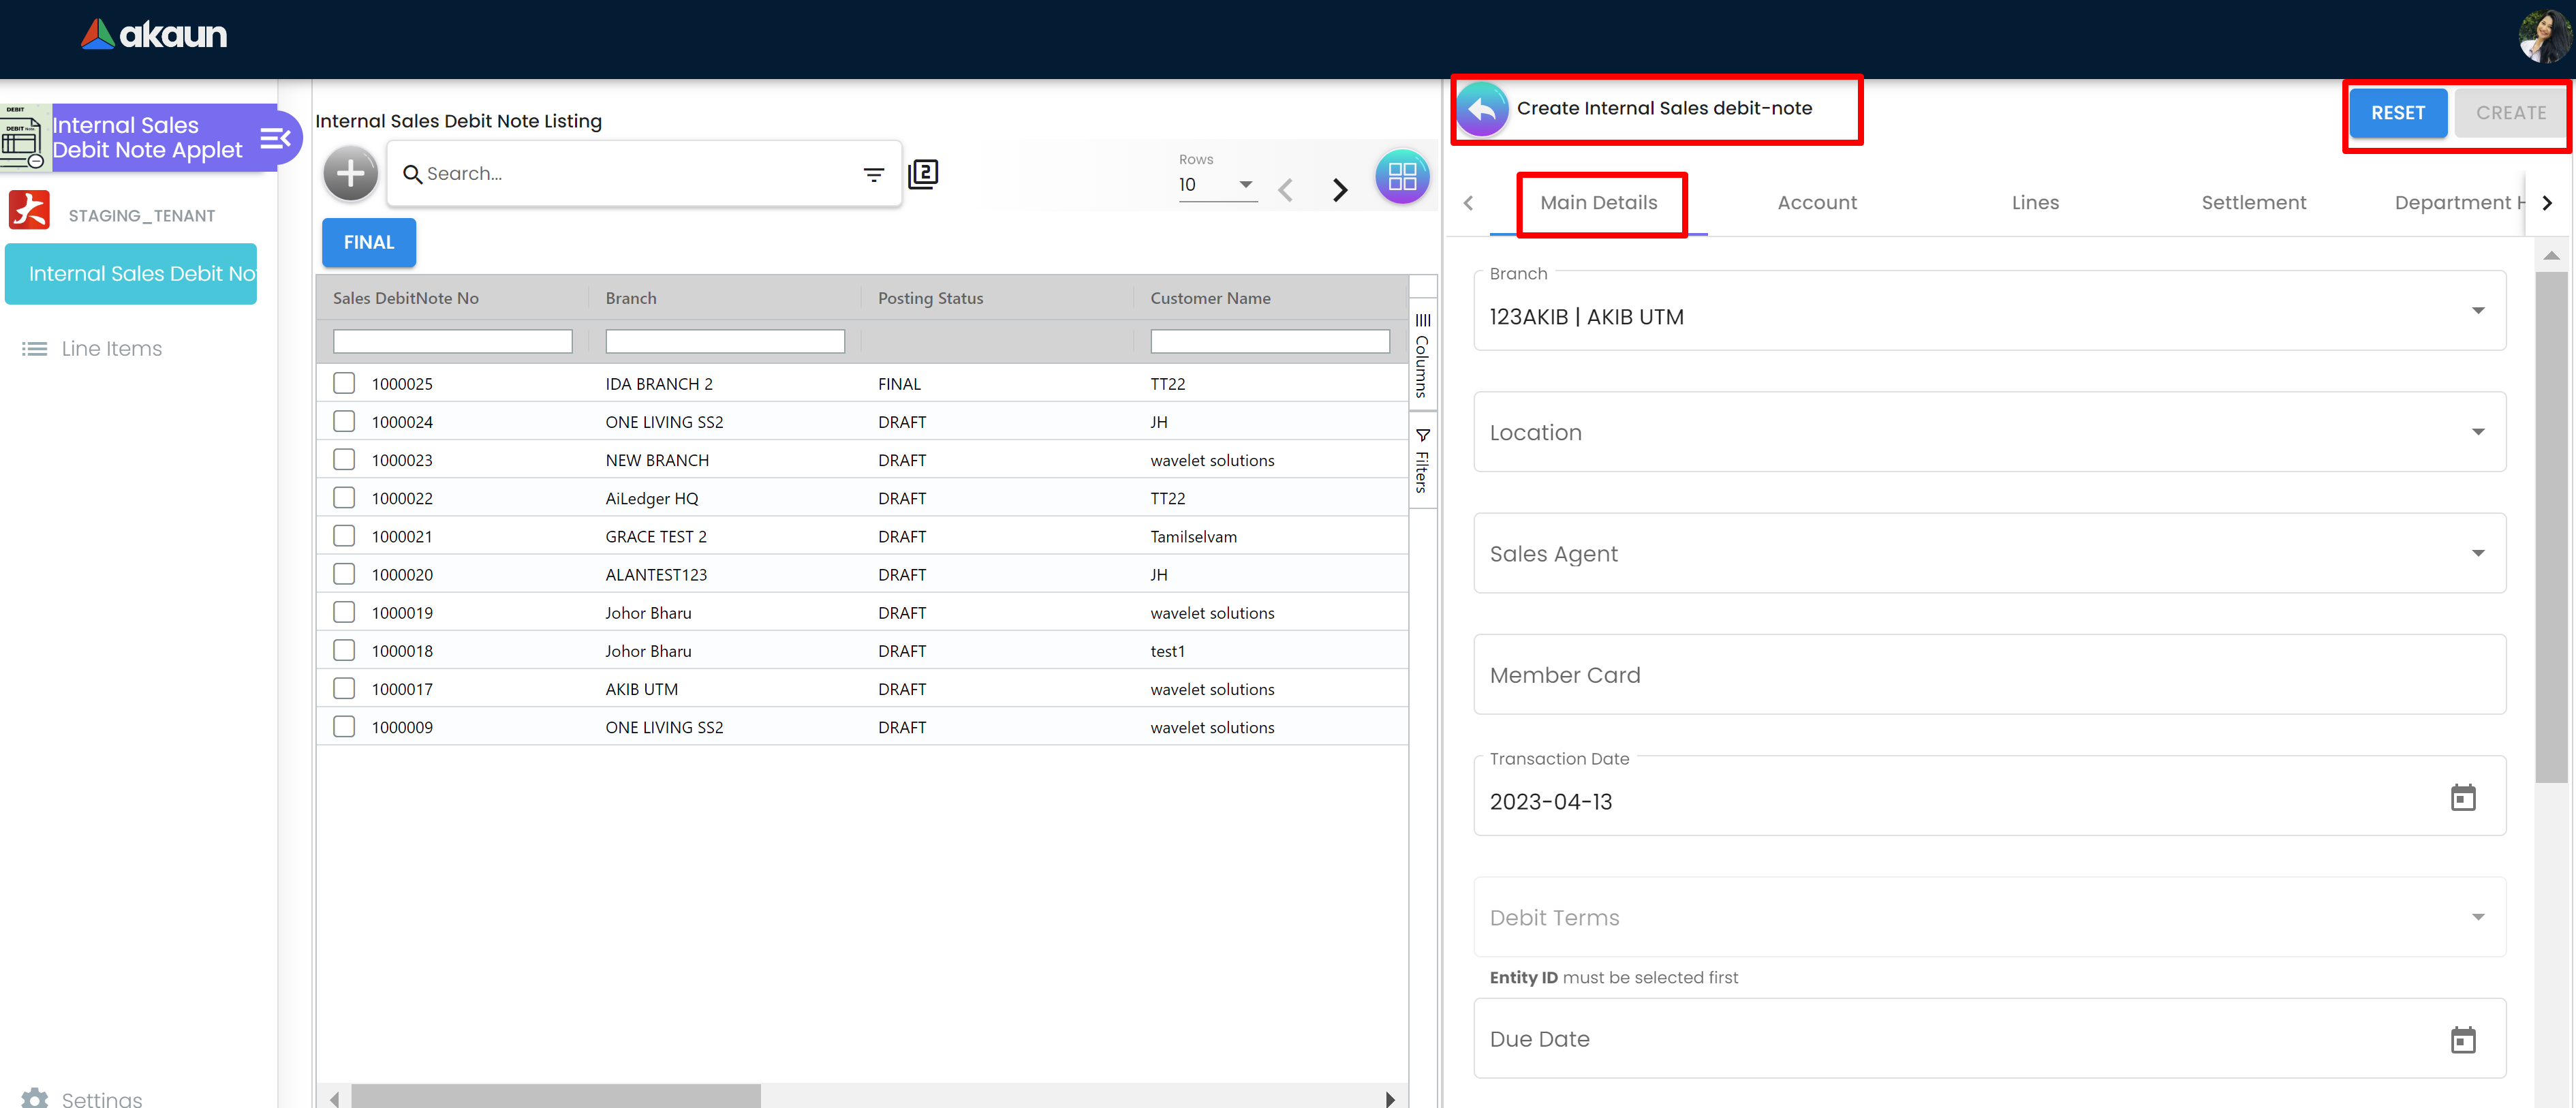 akaun
DEBIT
DEBIT Note
Internal Sales
Debit Note Applet
STAGING_TENANT
Internal Sales Debit No
Line Items
Settings
Internal Sales Debit Note Listing
Search...
2
Rows
10
FINAL
Sales DebitNote No Branch Posting Status Customer Name
1000025 IDA BRANCH 2 FINAL TT22
1000024 ONE LIVING SS2 DRAFT JH
1000023 NEW BRANCH DRAFT wavelet solutions
1000022 AiLedger HQ DRAFT TT22
1000021 GRACE TEST 2 DRAFT Tamilselvam
1000020 ALANTEST123 DRAFT JH
1000019 Johor Bharu DRAFT wavelet solutions
1000018 Johor Bharu DRAFT test1
1000017 AKIB UTM DRAFT wavelet solutions
1000009 ONE LIVING SS2 DRAFT wavelet solutions
Columns
Filters
Create Internal Sales debit-note
RESET CREATE
Main Details Account Lines Settlement Department H
Branch
123AKIB | AKIB UTM
Location
Sales Agent
Member Card
Transaction Date
2023-04-13
Debit Terms
Entity ID must be selected first
Due Date